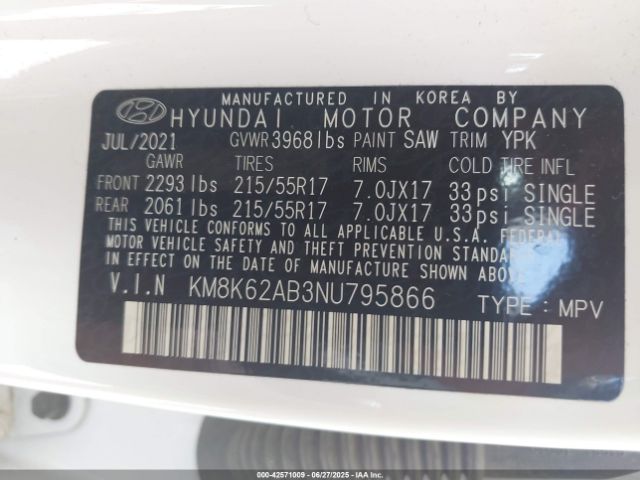 MANUFACTURED IN KOREA BY
HYUNDAI MOTOR COMPANY
JUL/2021 GVWR 3968 lbs PAINT SAW TRIM YPK
GAWR TIRES RIMS COLD TIRE INFL
FRONT 2293 lbs 215/55R17 7.0JX17 33 psi SINGLE
REAR 2061 lbs 215/55R17 7.0JX17 33 psi SINGLE
THIS VEHICLE CONFORMS TO ALL APPLICABLE U.S.A. FEDERAL
MOTOR VEHICLE SAFETY AND THEFT PREVENTION STANDARDS
IN EFFECT ON THE DATE OF MANUFACTURE SHOWN ABOVE.
V.I.N KM8K62AB3NU795866 TYPE : MPV
000-42571009 06/27/2025 IAA